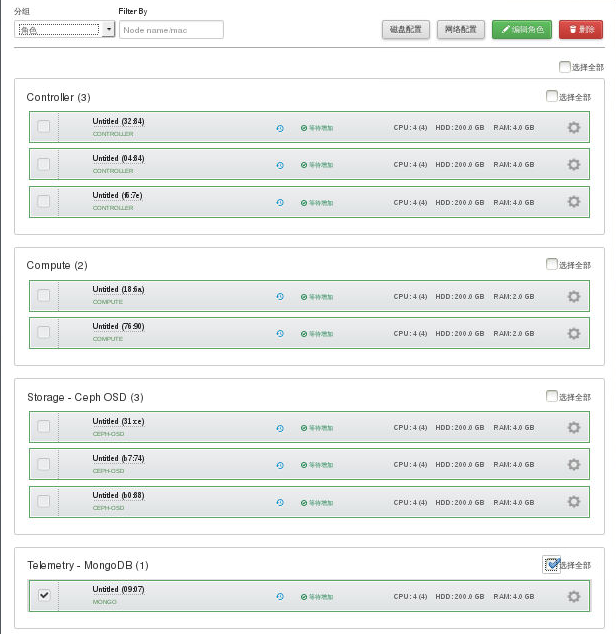 分组 Filter By
角色 Node name/mac 磁盘配置 网络配置 编辑角色 删除
选择全部
Controller (3) 选择全部
Untitled (32:84)
CONTROLLER 等待增加 CPU: 4 (4) HDD: 200.0 GB RAM: 4.0 GB
Untitled (04:84)
CONTROLLER 等待增加 CPU: 4 (4) HDD: 200.0 GB RAM: 4.0 GB
Untitled (f6:7e)
CONTROLLER 等待增加 CPU: 4 (4) HDD: 200.0 GB RAM: 4.0 GB
Compute (2) 选择全部
Untitled (18:6a)
COMPUTE 等待增加 CPU: 4 (4) HDD: 200.0 GB RAM: 2.0 GB
Untitled (76:90)
COMPUTE 等待增加 CPU: 4 (4) HDD: 200.0 GB RAM: 2.0 GB
Storage - Ceph OSD (3) 选择全部
Untitled (31:ce)
CEPH-OSD 等待增加 CPU: 4 (4) HDD: 200.0 GB RAM: 4.0 GB
Untitled (b7:74)
CEPH-OSD 等待增加 CPU: 4 (4) HDD: 200.0 GB RAM: 4.0 GB
Untitled (b0:88)
CEPH-OSD 等待增加 CPU: 4 (4) HDD: 200.0 GB RAM: 4.0 GB
Telemetry - MongoDB (1) 选择全部
Untitled (09:07)
MONGO 等待增加 CPU: 4 (4) HDD: 200.0 GB RAM: 4.0 GB